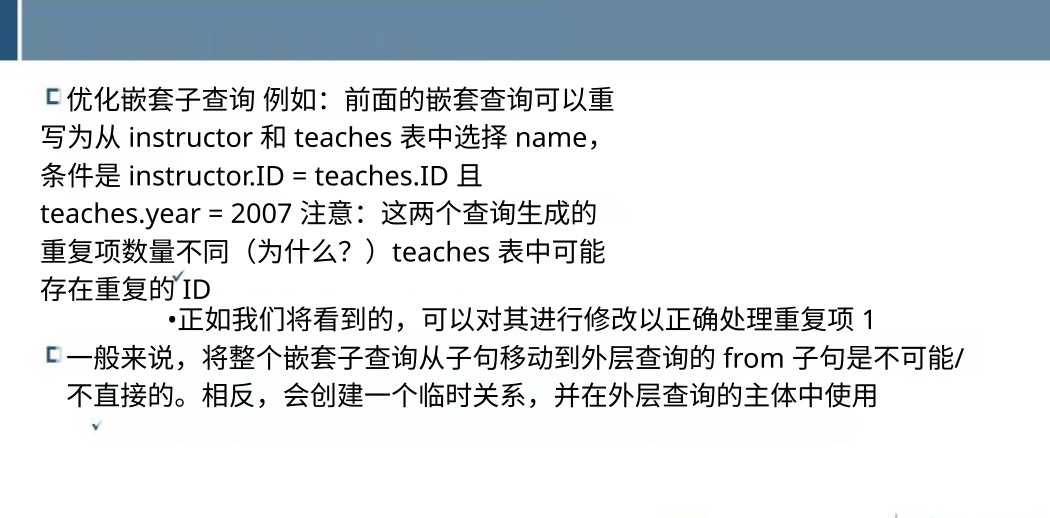 优化嵌套子查询 例如：前面的嵌套查询可以重
写为从 instructor 和 teaches 表中选择 name，
条件是 instructor.ID = teaches.ID 且
teaches.year = 2007 注意：这两个查询生成的
重复项数量不同（为什么？）teaches 表中可能
存在重复的 ID
•正如我们将看到的，可以对其进行修改以正确处理重复项 1
一般来说，将整个嵌套子查询从子句移动到外层查询的 from 子句是不可能/
不直接的。相反，会创建一个临时关系，并在外层查询的主体中使用